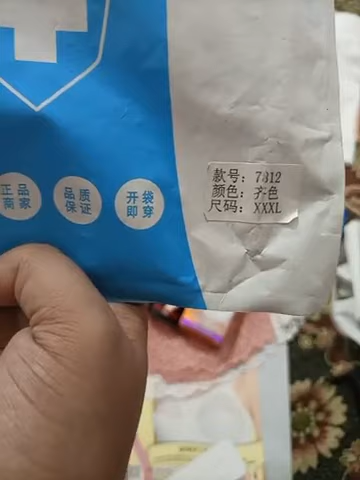 正品
商家
品质
保证
开袋
即穿
款号: 7812
颜色: 齐色
尺码: XXXL